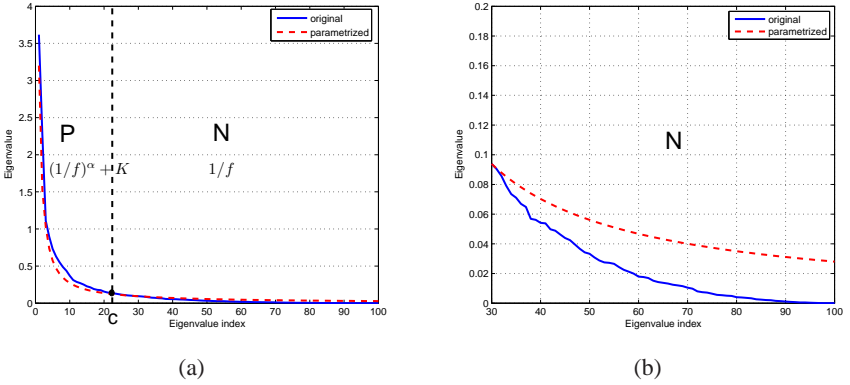 original
parametrized
4
3.5
3
2.5
2
1.5
1
0.5
0
Eigenvalue
P
N
(1/f)^α + K
1/f
0 10 20 30 40 50 60 70 80 90 100
c
Eigenvalue index
(a)
original
parametrized
0.2
0.18
0.16
0.14
0.12
0.1
0.08
0.06
0.04
0.02
0
Eigenvalue
N
30 40 50 60 70 80 90 100
Eigenvalue index
(b)